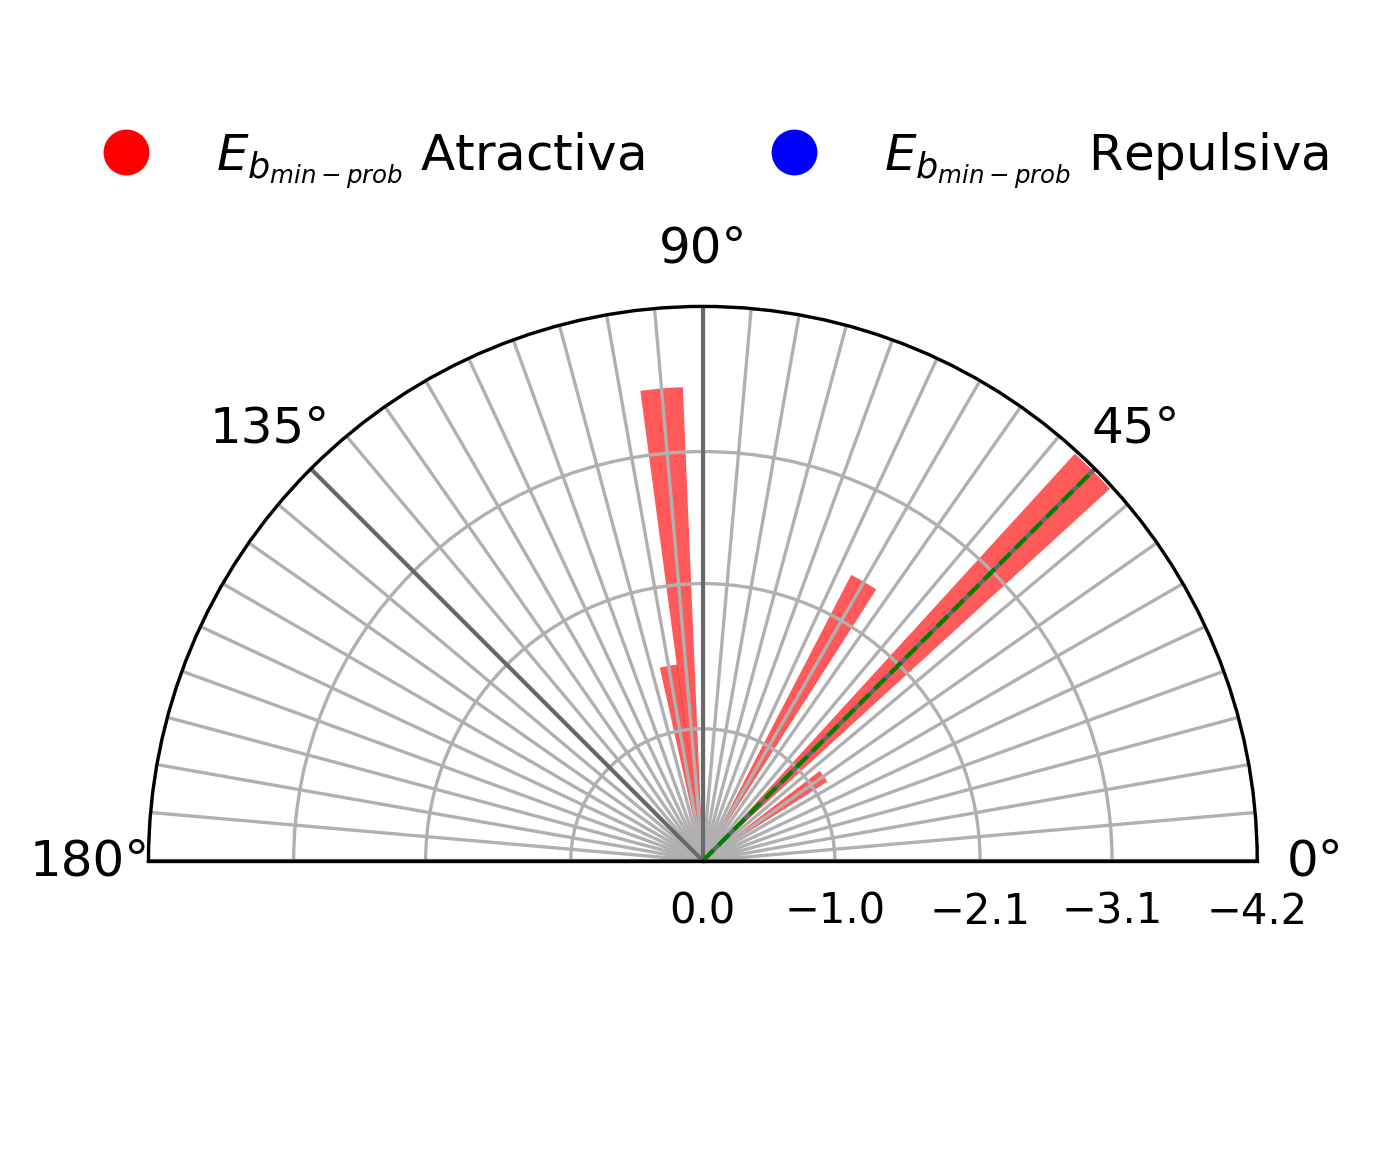 E_{b_{min−prob}} Atractiva E_{b_{min−prob}} Repulsiva
90°
135° 45°
180° 0°
0.0 −1.0 −2.1 −3.1 −4.2